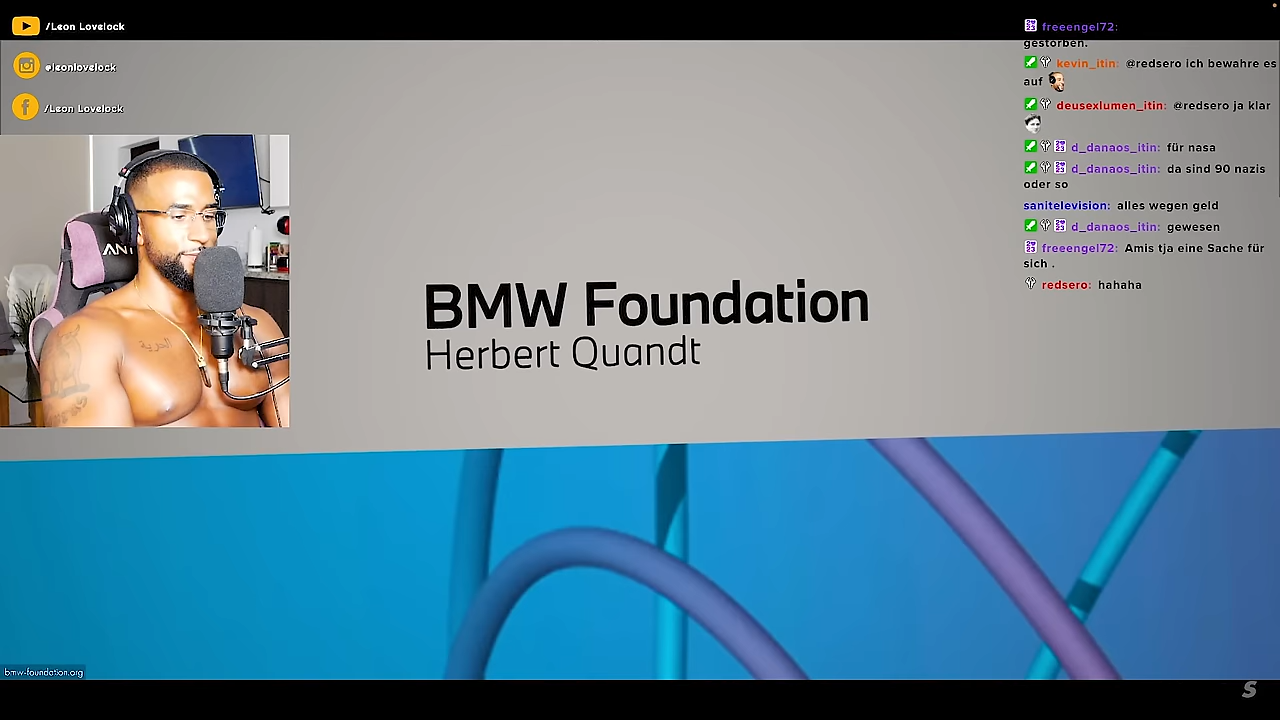 /Leon Lovelock
@leonlovelock
/Leon Lovelock
ANI
BMW Foundation
Herbert Quandt
bmw-foundation.org
freeengel72:
gestorben.
kevin_itin: @redsero ich bewahre es
auf
deusexlumen_itin: @redsero ja klar
d_danaos_itin: für nasa
d_danaos_itin: da sind 90 nazis
oder so
sanitelevision: alles wegen geld
d_danaos_itin: gewesen
freeengel72: Amis tja eine Sache für
sich .
redsero: hahaha
S